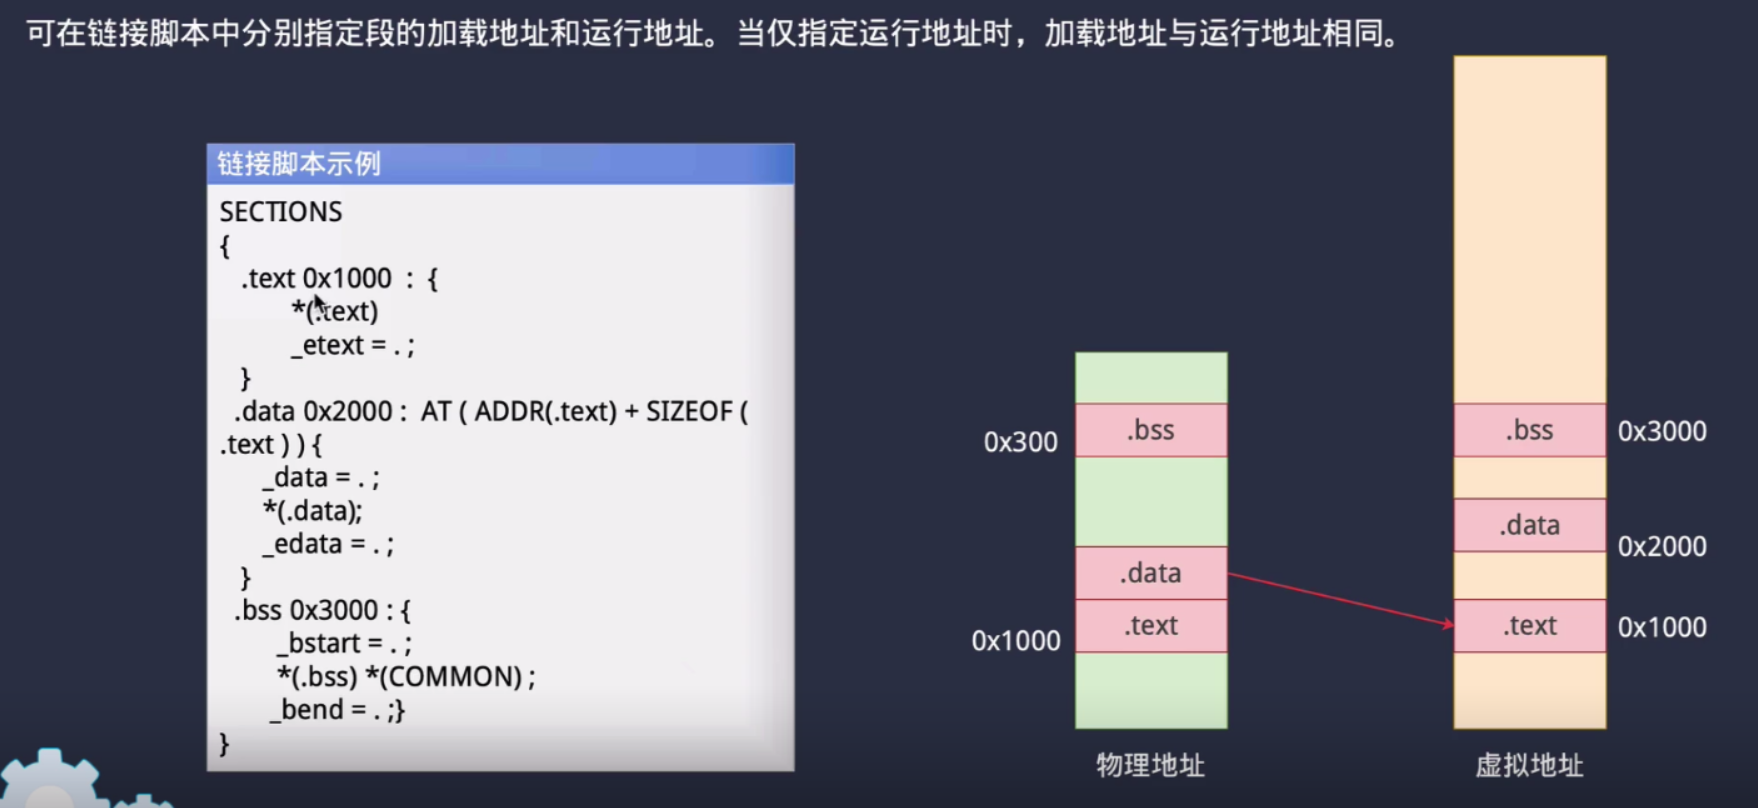 可在链接脚本中分别指定段的加载地址和运行地址。当仅指定运行地址时，加载地址与运行地址相同。
链接脚本示例
SECTIONS
{
.text 0x1000 : {
*(.text)
_etext = . ;
}
.data 0x2000 : AT ( ADDR(.text) + SIZEOF (
.text ) ) {
_data = . ;
*(.data);
_edata = . ;
}
.bss 0x3000 : {
_bstart = . ;
*(.bss) *(COMMON) ;
_bend = . ;}
}
0x300
.bss
.data
0x1000
.text
物理地址
.bss
0x3000
.data
0x2000
.text
0x1000
虚拟地址